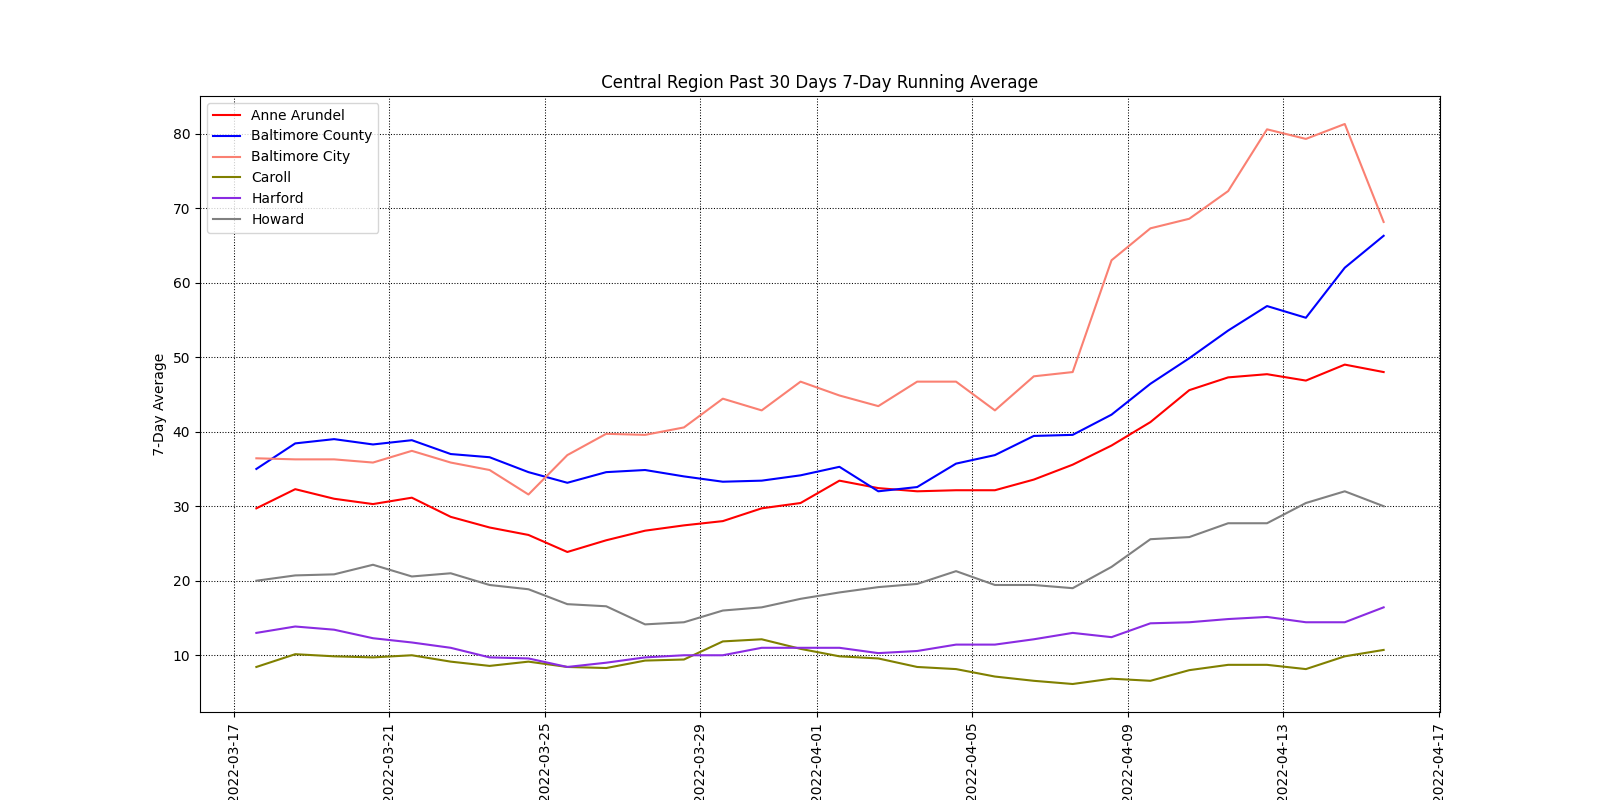 Central Region Past 30 Days 7-Day Running Average
Anne Arundel
Baltimore County
Baltimore City
Caroll
Harford
Howard
7-Day Average
80
70
60
50
40
30
20
10
2022-03-17
2022-03-21
2022-03-25
2022-03-29
2022-04-01
2022-04-05
2022-04-09
2022-04-13
2022-04-17